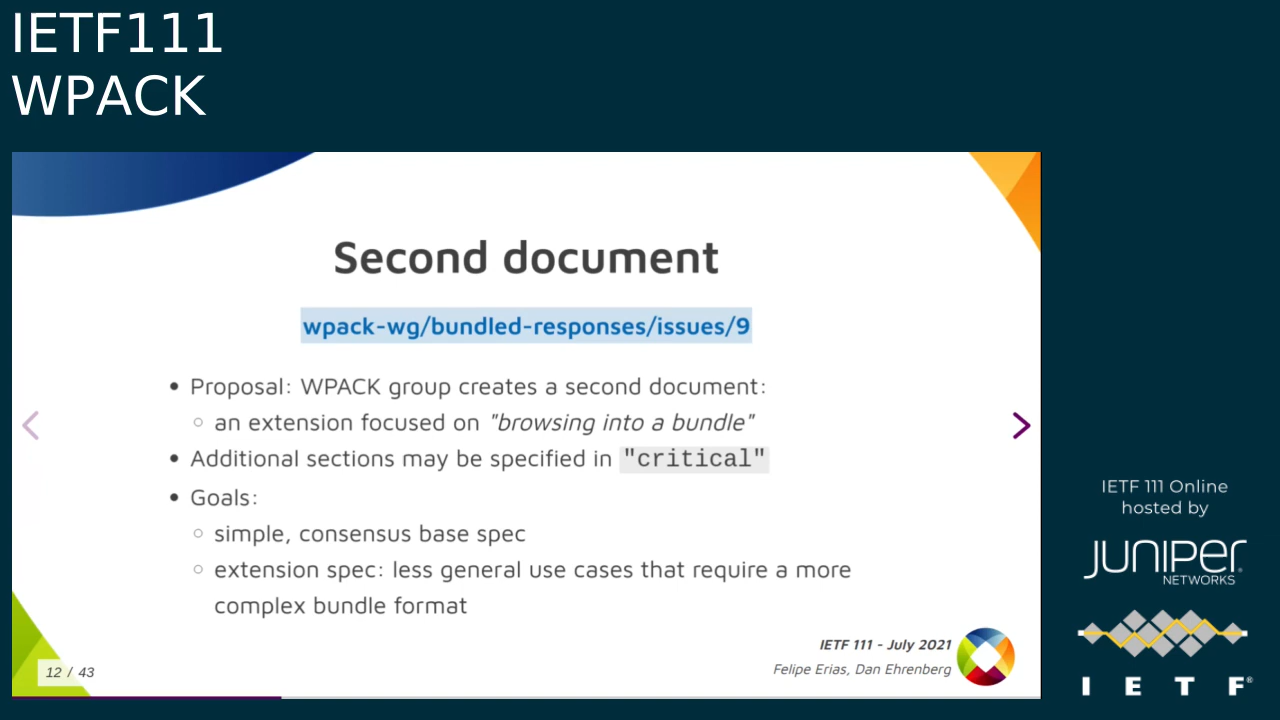 IETF111
WPACK
Second document
wpack-wg/bundled-responses/issues/9
• Proposal: WPACK group creates a second document:
○ an extension focused on "browsing into a bundle"
• Additional sections may be specified in "critical"
• Goals:
○ simple, consensus base spec
○ extension spec: less general use cases that require a more
complex bundle format
IETF 111 - July 2021
Felipe Erias, Dan Ehrenberg
12 / 43
IETF 111 Online
hosted by
JUNIPER
NETWORKS
I E T F®